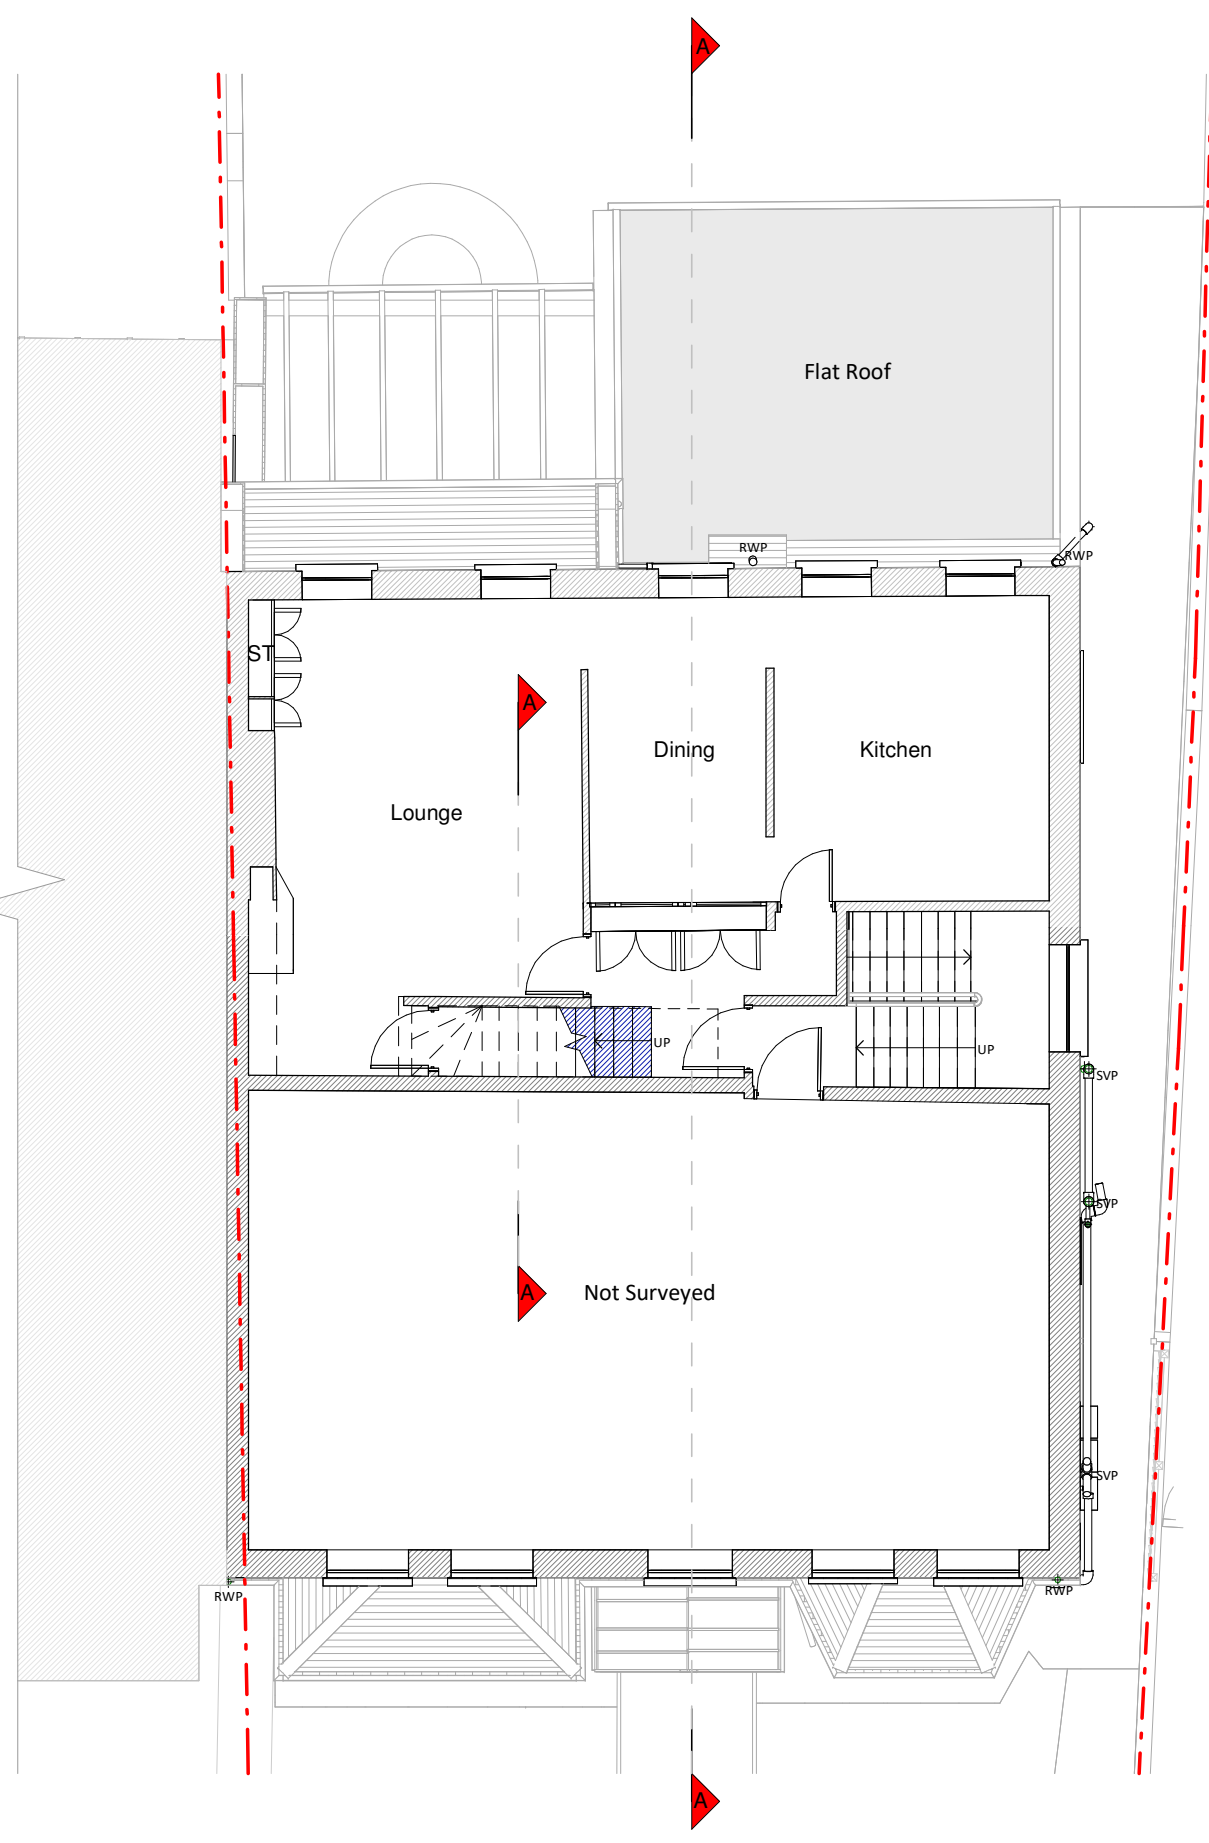 A
Flat Roof
RWP
RWP
ST
A
Dining
Kitchen
Lounge
UP
UP
SVP
SVP
A
Not Surveyed
SVP
RWP
RWP
A